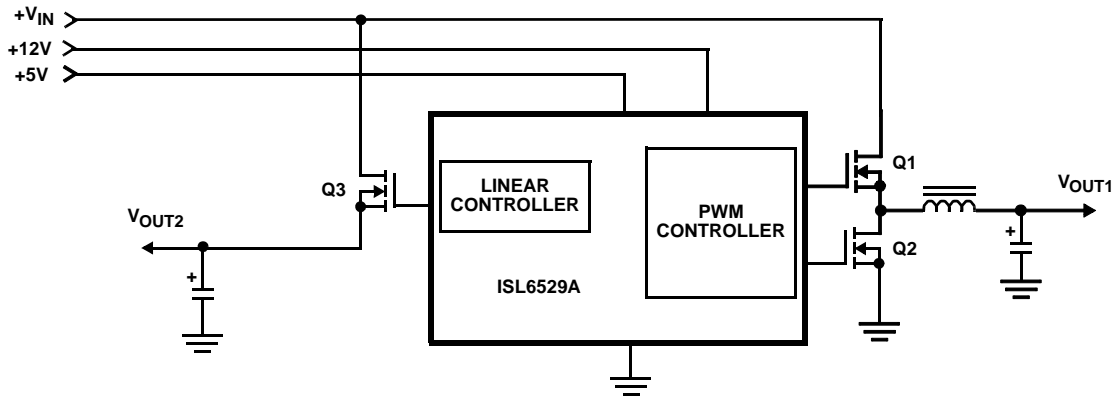 +VIN
+12V
+5V
Q3
LINEAR
CONTROLLER
PWM
CONTROLLER
Q1
VOUT1
VOUT2
Q2
+
+
ISL6529A